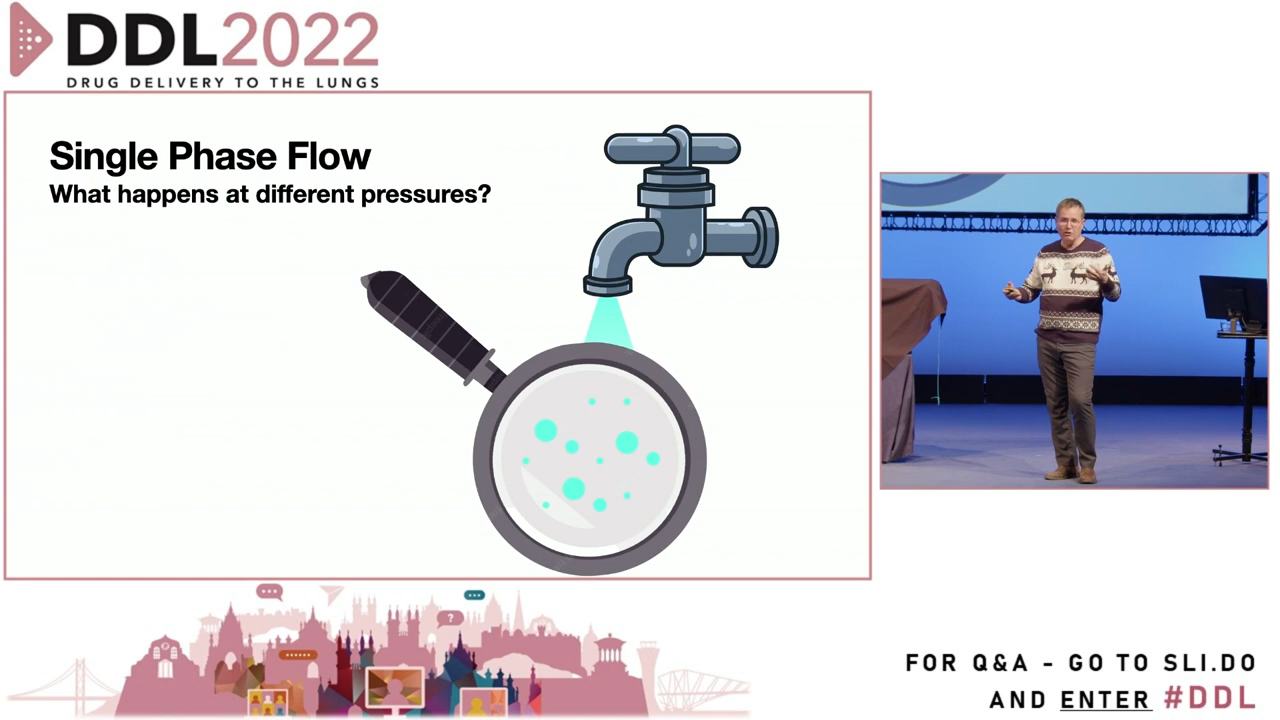 DDL2022
DRUG DELIVERY TO THE LUNGS
Single Phase Flow
What happens at different pressures?
?
FOR Q&A - GO TO SLI.DO
AND ENTER #DDL